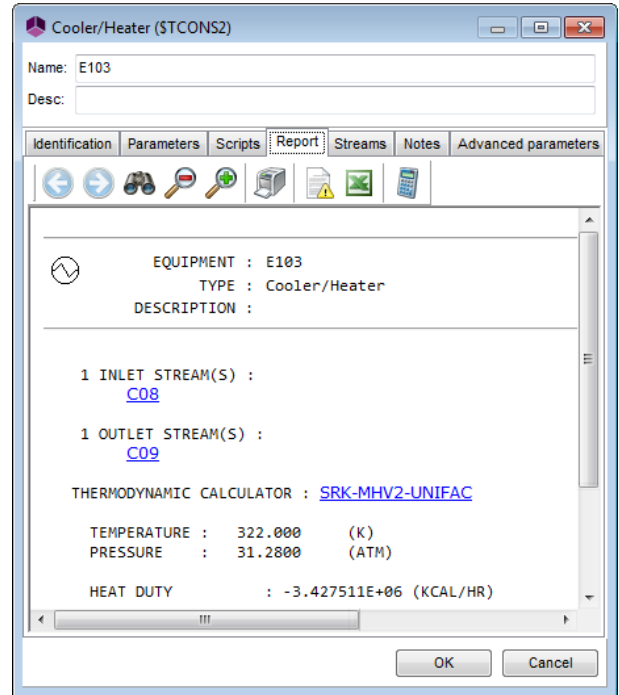 Cooler/Heater ($TCONS2)
Name: E103
Desc:
Identification Parameters Scripts Report Streams Notes Advanced parameters
EQUIPMENT : E103
TYPE : Cooler/Heater
DESCRIPTION :
1 INLET STREAM(S) :
C08
1 OUTLET STREAM(S) :
C09
THERMODYNAMIC CALCULATOR : SRK-MHV2-UNIFAC
TEMPERATURE : 322.000 (K)
PRESSURE : 31.2800 (ATM)
HEAT DUTY : -3.427511E+06 (KCAL/HR)
OK Cancel